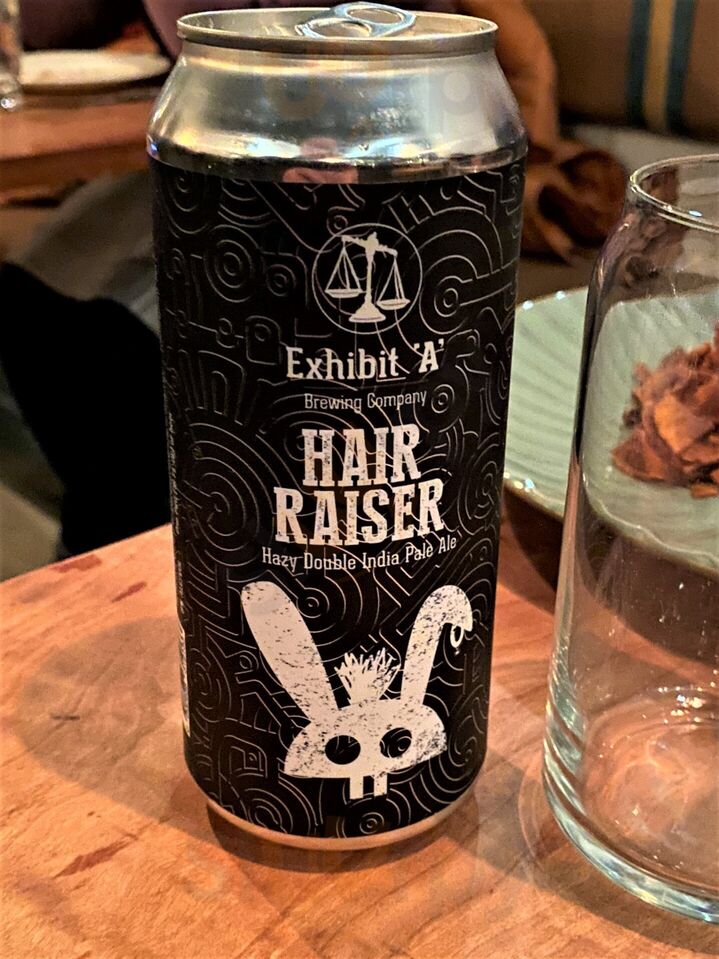 Exhibit 'A'
Brewing Company
HAIR
RAISER
Hazy Double India Pale Ale